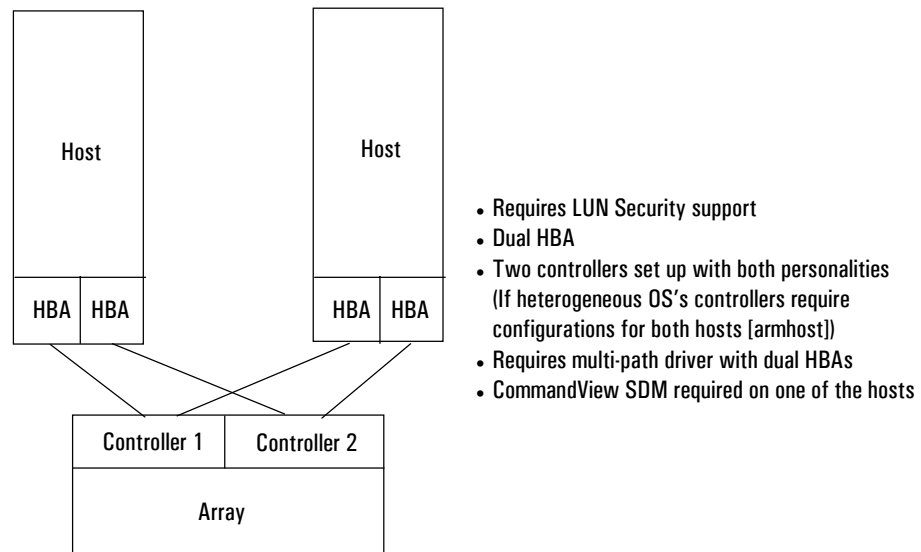 Host
Host
HBA
HBA
HBA
HBA
• Requires LUN Security support
• Dual HBA
• Two controllers set up with both personalities
(If heterogeneous OS's controllers require
configurations for both hosts [armhost])
• Requires multi-path driver with dual HBAs
• CommandView SDM required on one of the hosts
Controller 1
Controller 2
Array